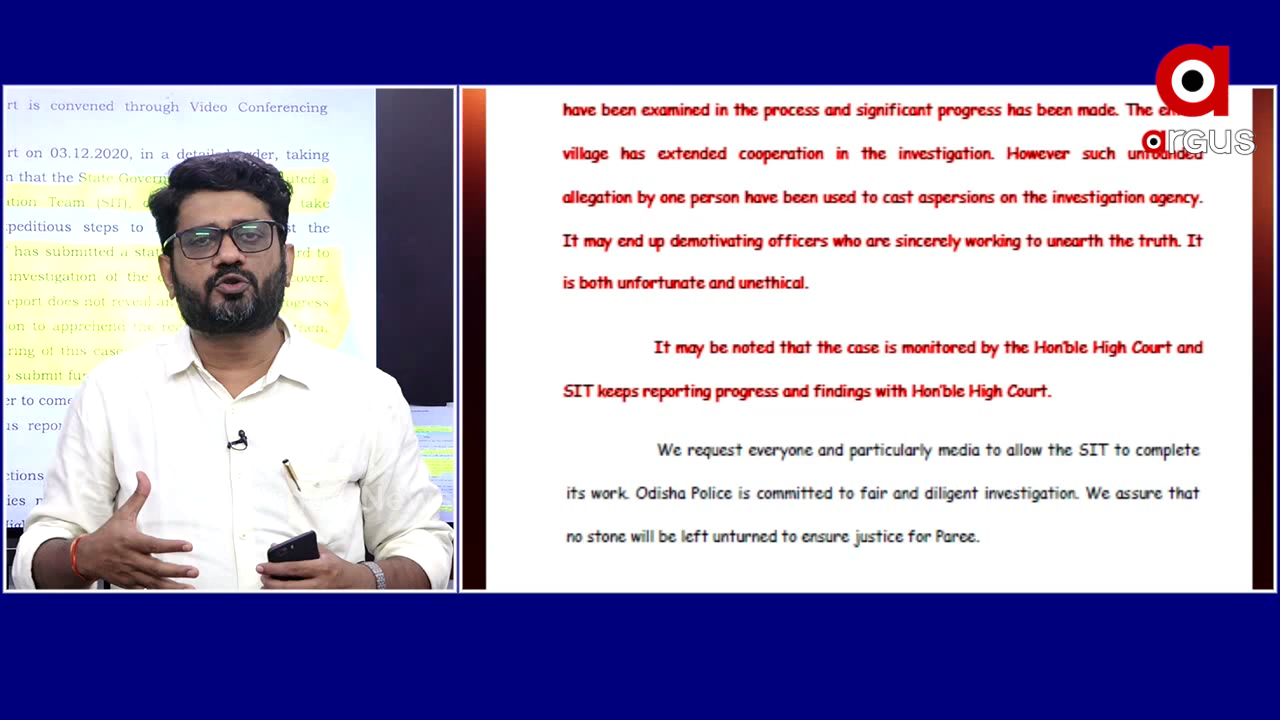 rt is convened through Video Conferencing
rt on 03.12.2020, in a detailed order, taking
n that the State
ation Team (SIT), take
peditious steps to the
has submitted a
investigation of the
report does not reveal
on to apprehend the then,
ring of this case
submit
er to
us
have been examined in the process and significant progress has been made. The
village has extended cooperation in the investigation. However such unfounded
allegation by one person have been used to cast aspersions on the investigation agency.
It may end up demotivating officers who are sincerely working to unearth the truth. It
is both unfortunate and unethical.
It may be noted that the case is monitored by the Hon'ble High Court and
SIT keeps reporting progress and findings with Hon'ble High Court.
We request everyone and particularly media to allow the SIT to complete
its work. Odisha Police is committed to fair and diligent investigation. We assure that
no stone will be left unturned to ensure justice for Paree.
a
argus